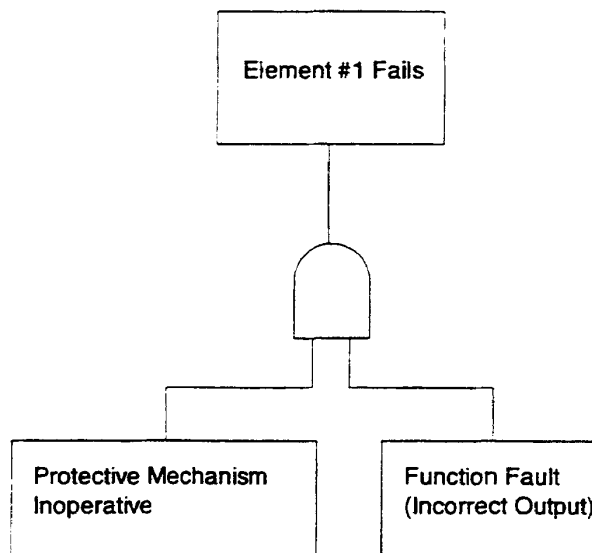 Element #1 Fails
Protective Mechanism
Inoperative
Function Fault
(Incorrect Output)